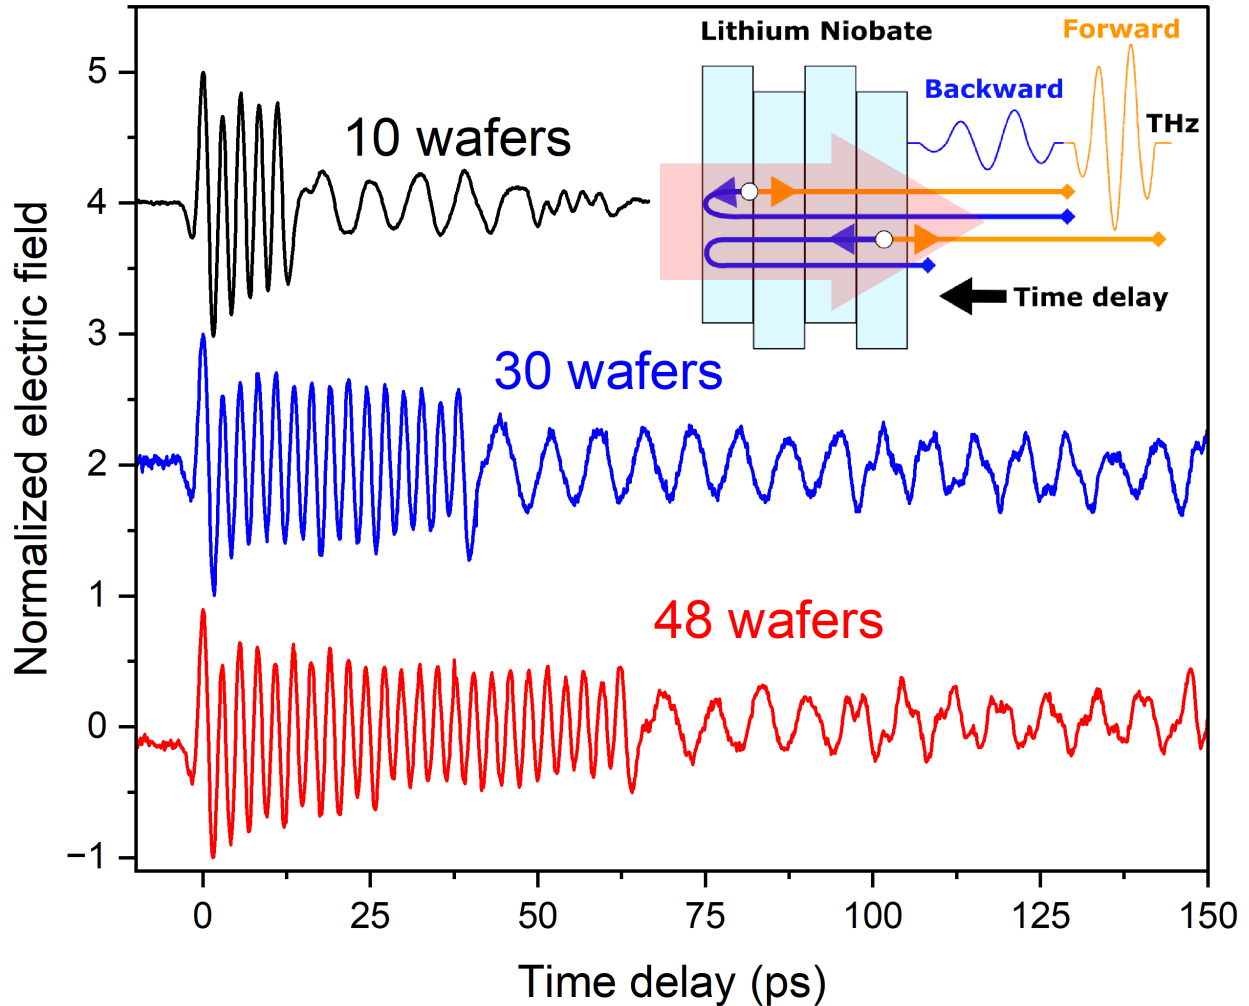 Normalized electric field
5
4
3
2
1
0
−1
10 wafers
30 wafers
48 wafers
Lithium Niobate
Forward
Backward
THz
Time delay
0
25
50
75
100
125
150
Time delay (ps)